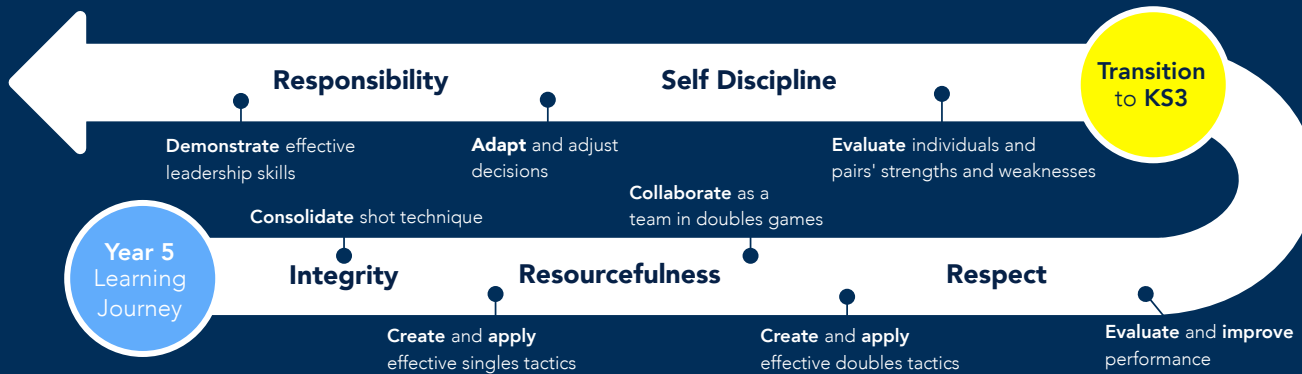 Responsibility
Self Discipline
Transition
to KS3
Demonstrate effective
leadership skills
Adapt and adjust
decisions
Evaluate individuals and
pairs' strengths and weaknesses
Consolidate shot technique
Collaborate as a
team in doubles games
Year 5
Learning
Journey
Integrity
Resourcefulness
Respect
Create and apply
effective singles tactics
Create and apply
effective doubles tactics
Evaluate and improve
performance